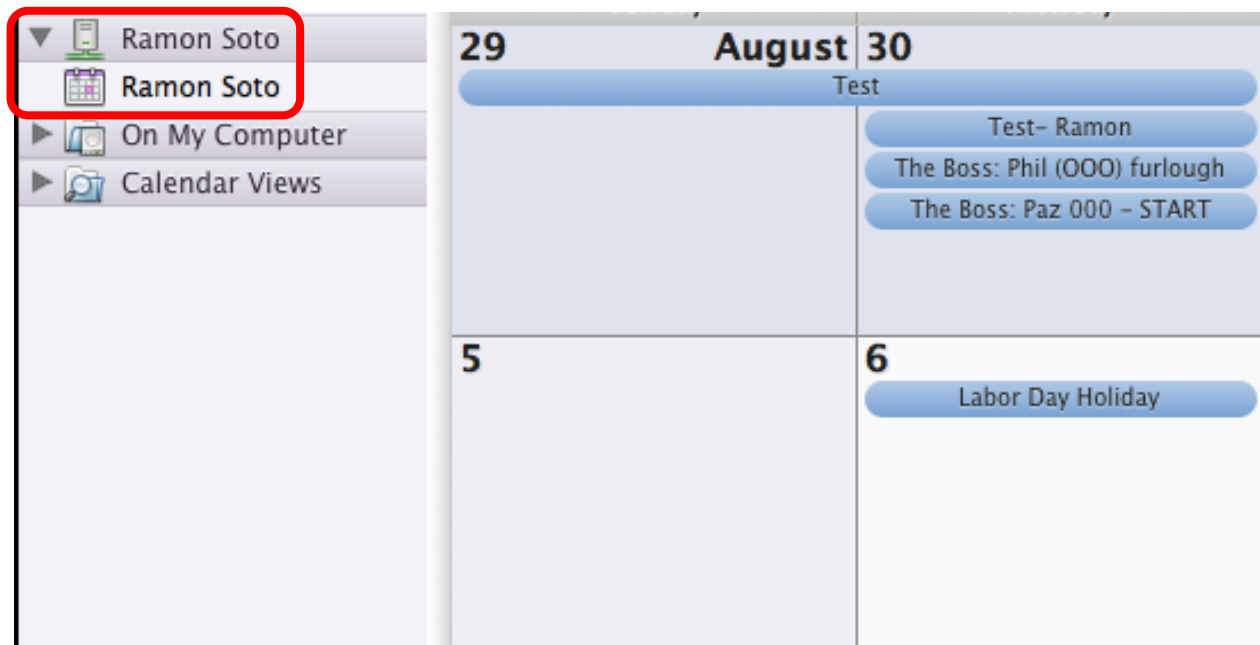 Ramon Soto
Ramon Soto
On My Computer
Calendar Views
29 August 30
Test
Test- Ramon
The Boss: Phil (OOO) furlough
The Boss: Paz 000 - START
5 6
Labor Day Holiday